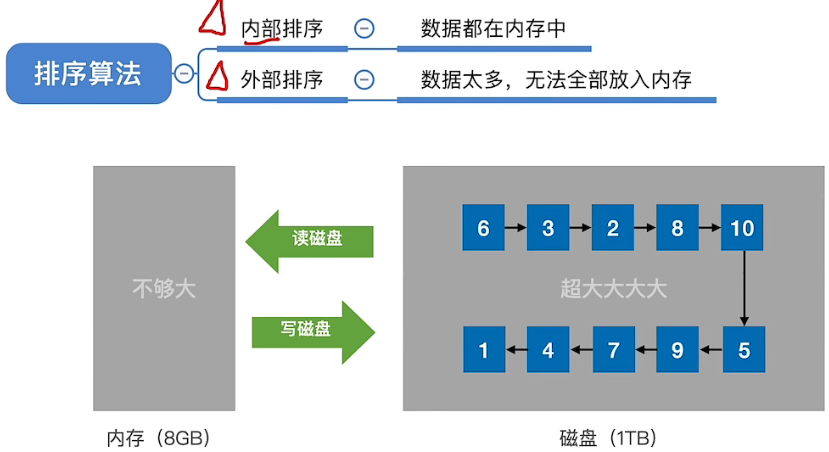 内部排序
数据都在内存中
排序算法
外部排序
数据太多，无法全部放入内存
读磁盘
6
3
2
8
10
不够大
超大大大大
写磁盘
1
4
7
9
5
内存（8GB）
磁盘（1TB）